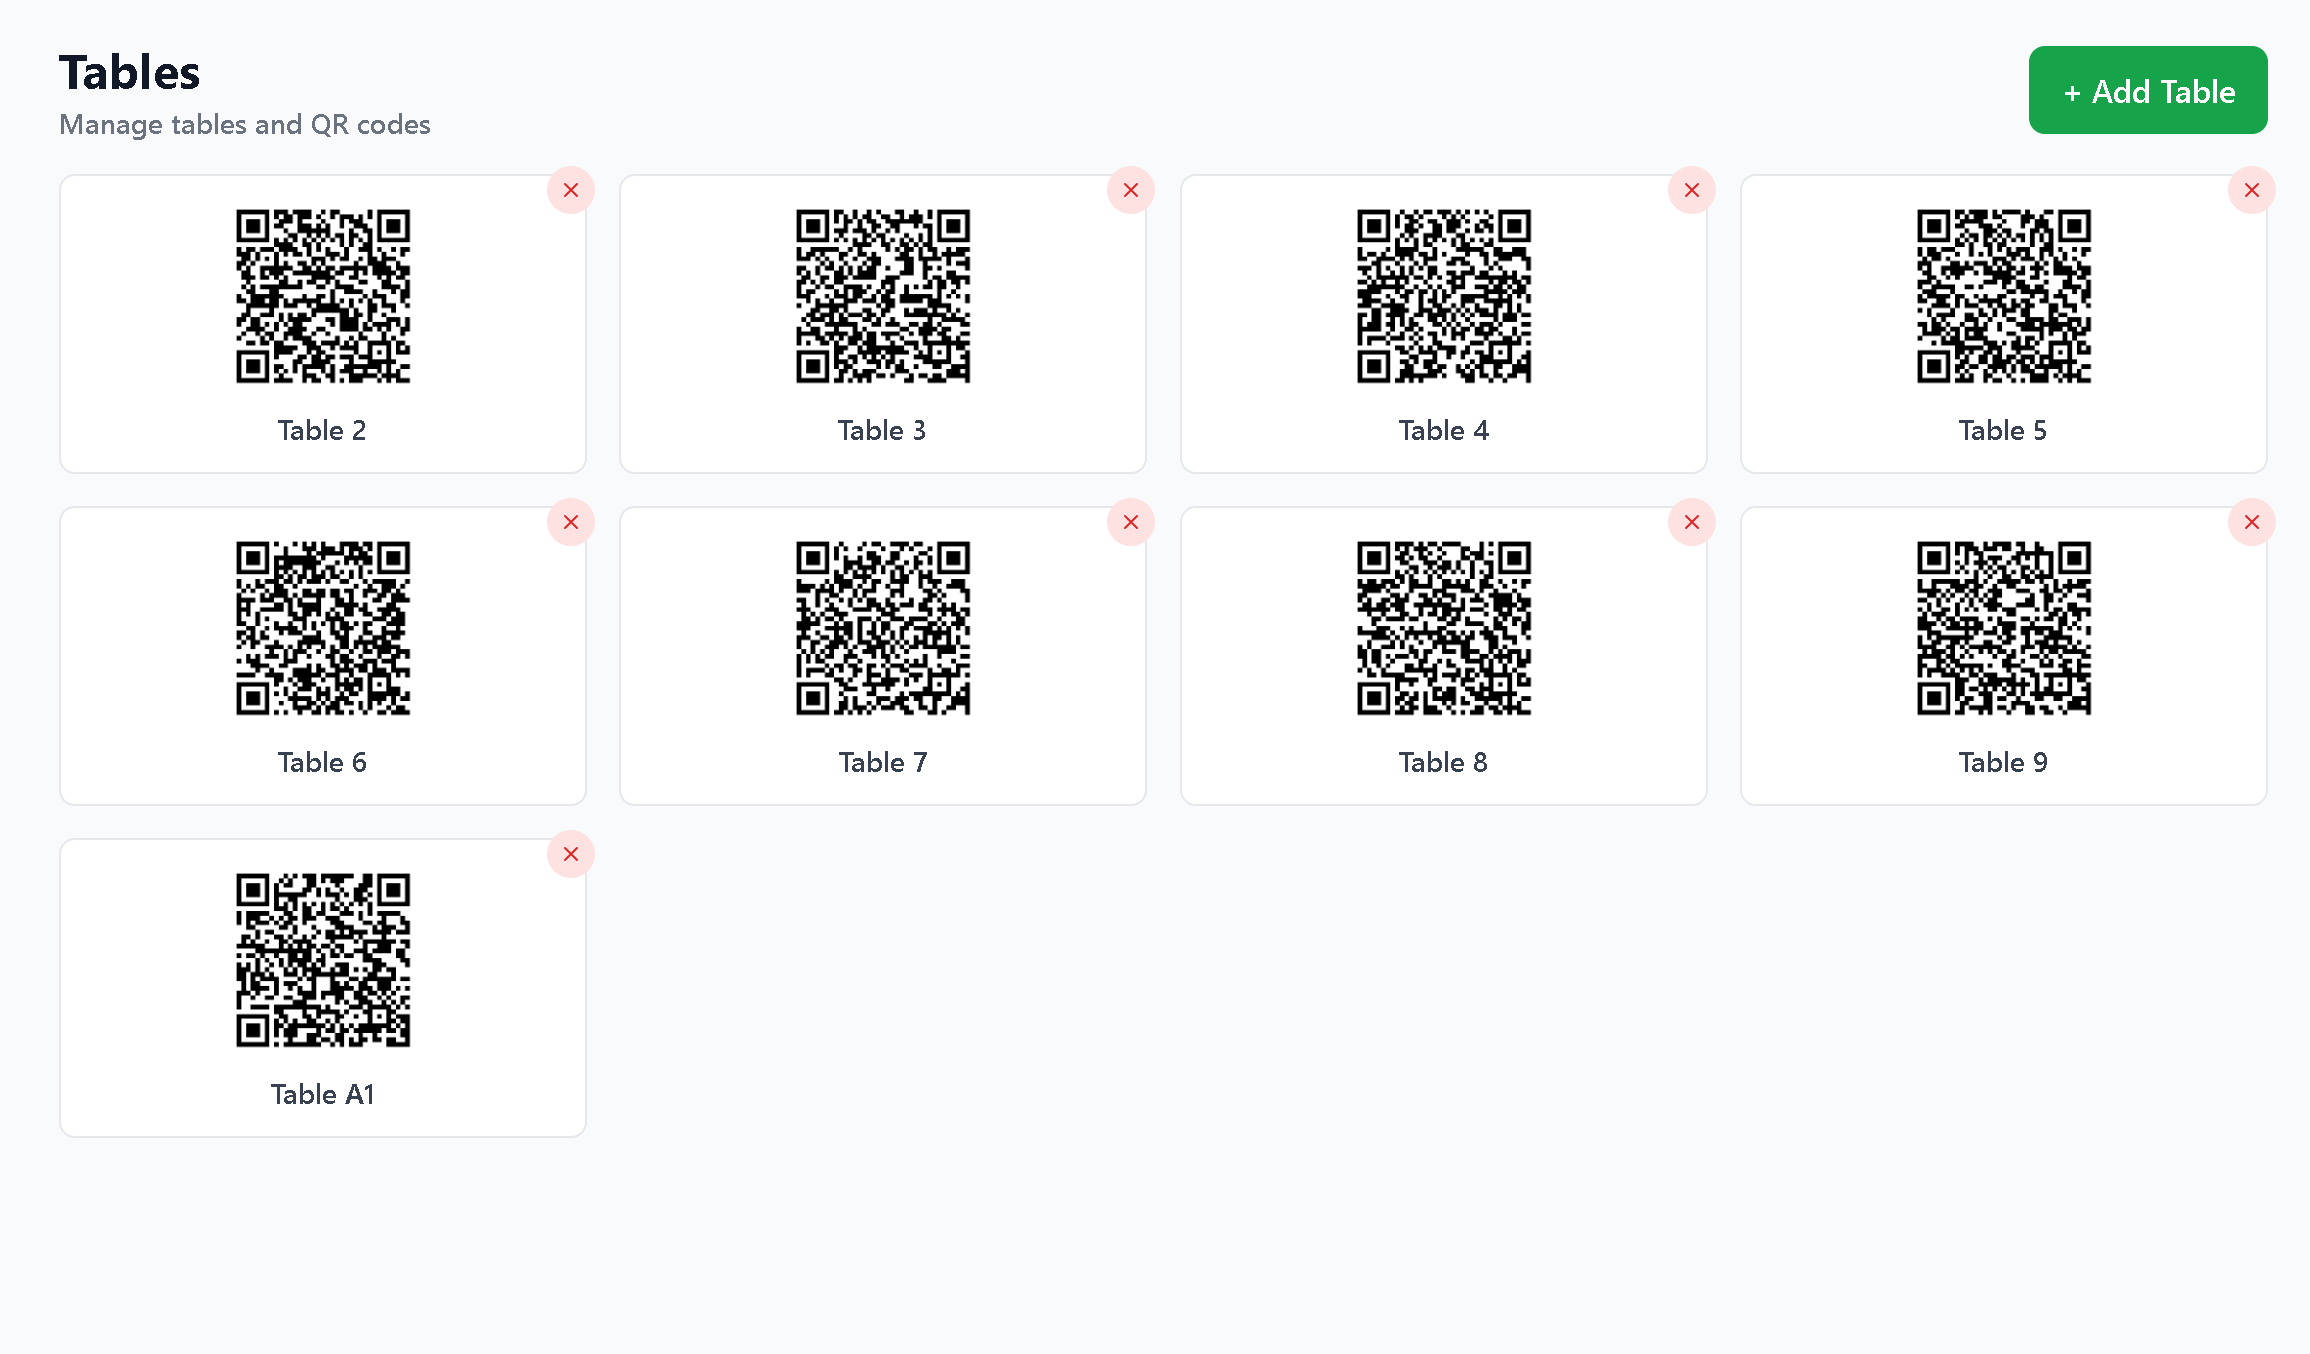 Tables
Manage tables and QR codes
+ Add Table
Table 2
Table 3
Table 4
Table 5
Table 6
Table 7
Table 8
Table 9
Table A1